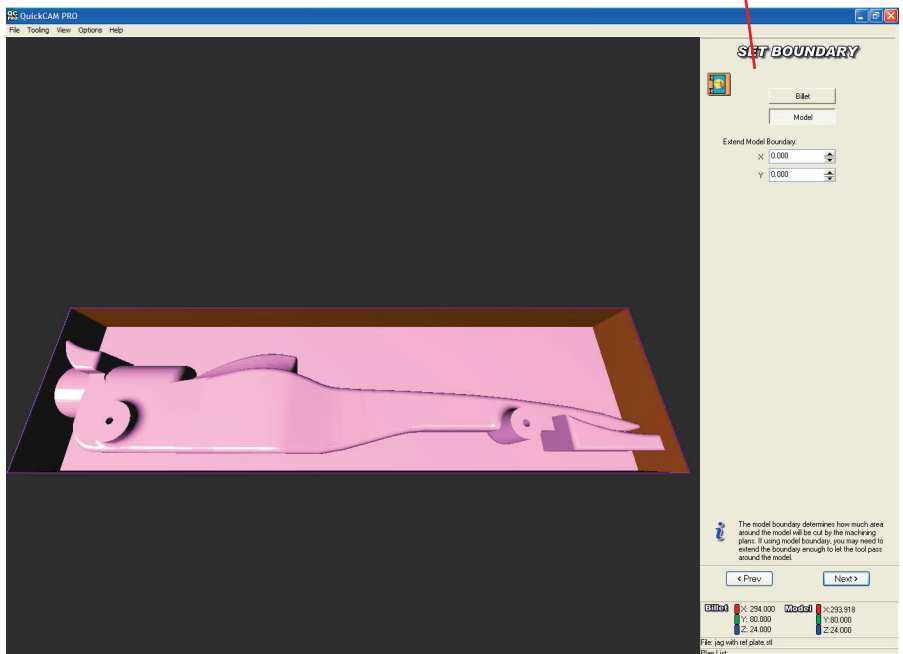 QC PRO QuickCAM PRO
File Tooling View Options Help
SET BOUNDARY
Billet
Model
Extend Model Boundary:
X 0.000
Y 0.000
The model boundary determines how much area
around the model will be cut by the machining
plans. If using model boundary, you may need to
extend the boundary enough to let the tool pass
around the model.
< Prev Next >
Billet X: 294.000 Model X:293.918
Y: 80.000 Y:80.000
Z: 24.000 Z:24.000
File: jag with ref plate.stl
Plan List: